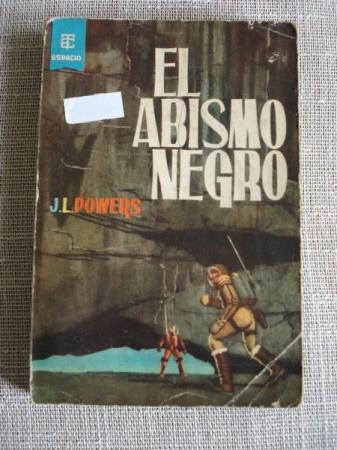 ESPACIO
EL
ABISMO
NEGRO
J.L.POWERS